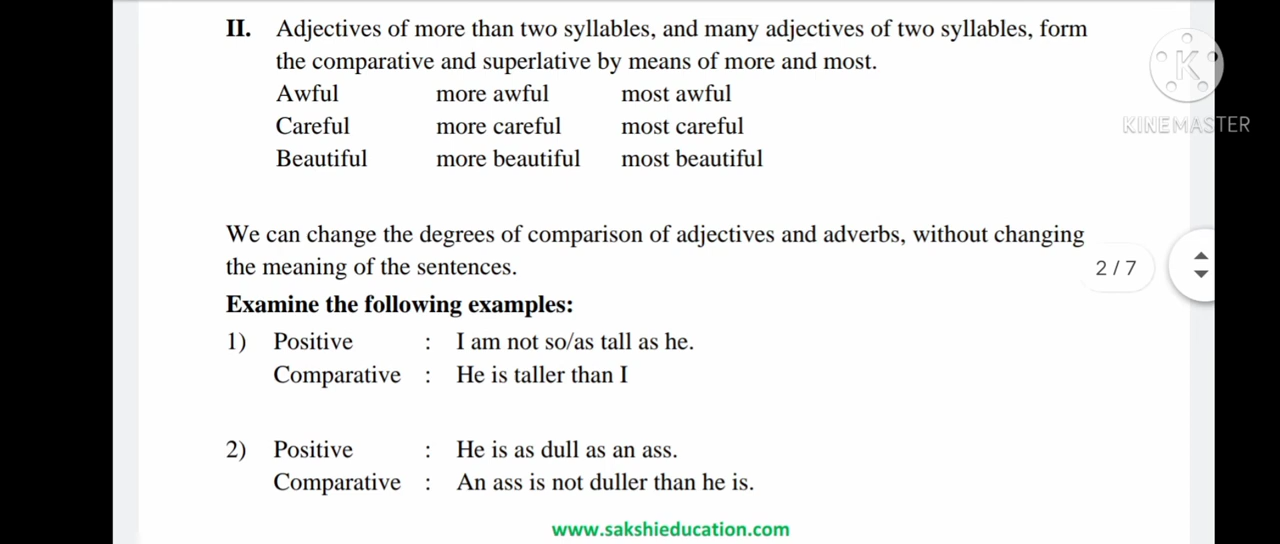 II. Adjectives of more than two syllables, and many adjectives of two syllables, form
the comparative and superlative by means of more and most.
Awful more awful most awful
Careful more careful most careful
Beautiful more beautiful most beautiful
K
KINEMASTER
We can change the degrees of comparison of adjectives and adverbs, without changing
the meaning of the sentences.
2 / 7
Examine the following examples:
1) Positive : I am not so/as tall as he.
Comparative : He is taller than I
2) Positive : He is as dull as an ass.
Comparative : An ass is not duller than he is.
www.sakshieducation.com